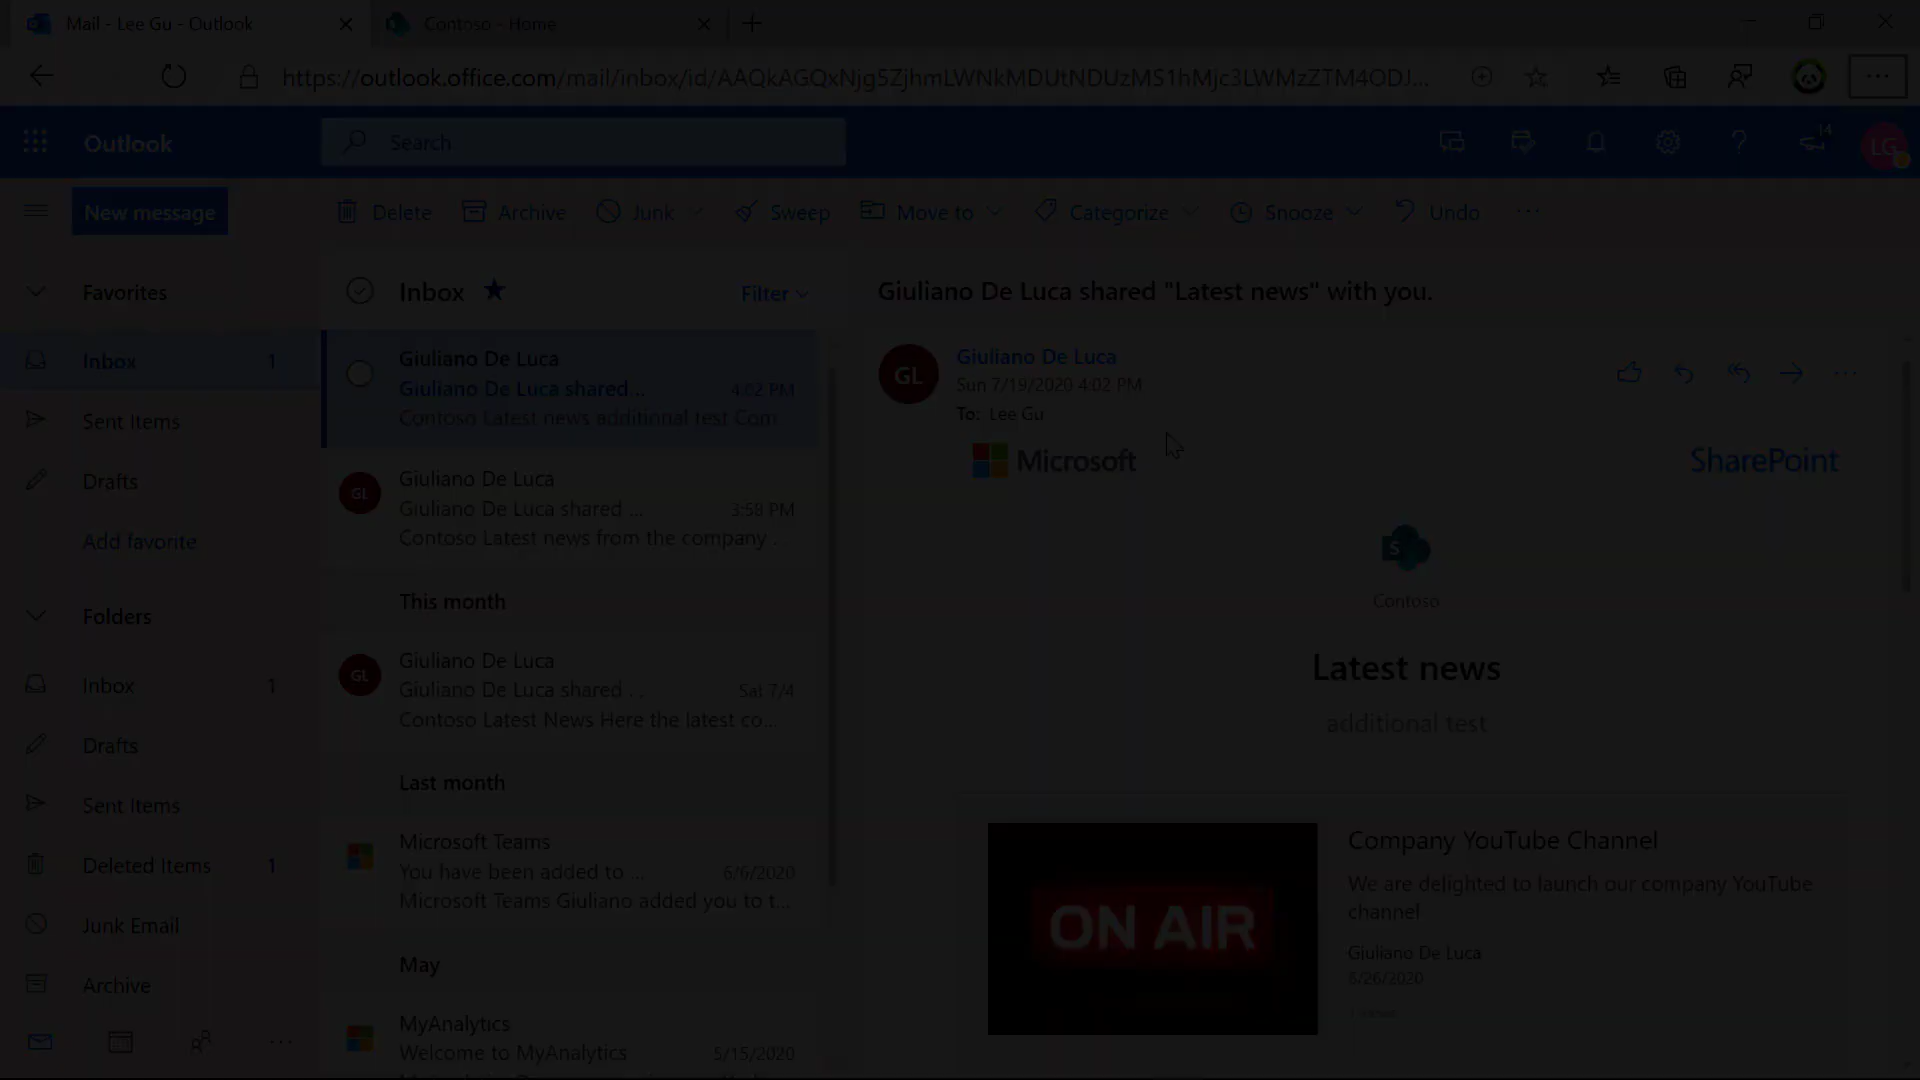 Mail - Lee Gu - Outlook
Contoso - Home
https://outlook.office.com/mail/inbox/id/AAQkAGQxNjg5ZjhmLWNkMDUtNDUzMS1hMjc3LWMzZTM4ODJ...
Outlook
Search
14
LG
New message
Delete
Archive
Junk
Sweep
Move to
Categorize
Snooze
Undo
Favorites
Inbox 1
Sent Items
Drafts
Add favorite
Folders
Inbox 1
Drafts
Sent Items
Deleted Items 1
Junk Email
Archive
Inbox
Filter
Giuliano De Luca
Giuliano De Luca shared ... 4:02 PM
Contoso Latest news additional test Com
GL
Giuliano De Luca
Giuliano De Luca shared ... 3:58 PM
Contoso Latest news from the company .
This month
GL
Giuliano De Luca
Giuliano De Luca shared ... Sat 7/4
Contoso Latest News Here the latest co...
Last month
Microsoft Teams
You have been added to ... 6/6/2020
Microsoft Teams Giuliano added you to t...
May
MyAnalytics
Welcome to MyAnalytics 5/15/2020
Giuliano De Luca shared "Latest news" with you.
GL
Giuliano De Luca
Sun 7/19/2020 4:02 PM
To: Lee Gu
Microsoft
SharePoint
S
Contoso
Latest news
additional test
ON AIR
Company YouTube Channel
We are delighted to launch our company YouTube
channel
Giuliano De Luca
5/26/2020